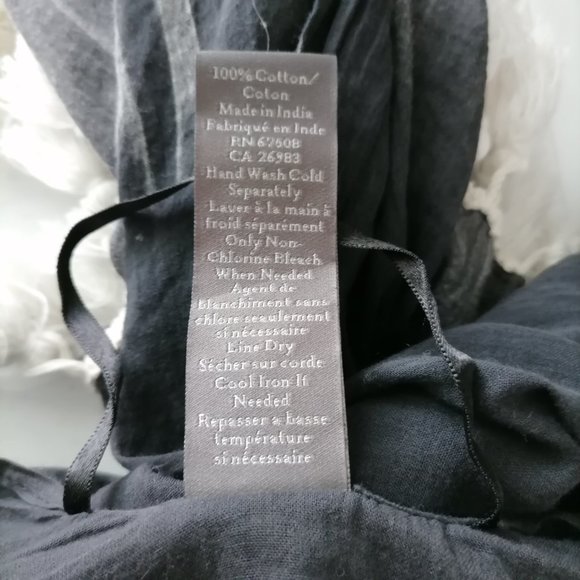 100% Cotton/
Coton
Made in India
Fabriqué en Inde
RN 67608
CA 26983
Hand Wash Cold
Separately
Laver à la main à
froid séparément
Only Non-
Chlorine Bleach
When Needed
Agent de
blanchiment sans
chlore seaulement
si nécessaire
Line Dry
Sécher sur corde
Cool Iron If
Needed
Repasser a basse
température
si nécessaire